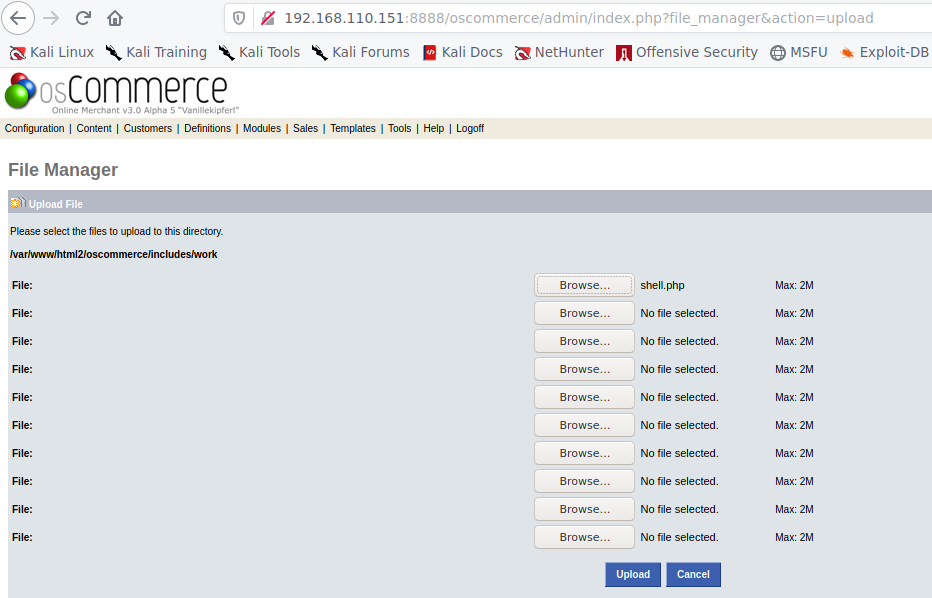 192.168.110.151:8888/oscommerce/admin/index.php?file_manager&action=upload
Kali Linux Kali Training Kali Tools Kali Forums Kali Docs NetHunter Offensive Security MSFU Exploit-DB
osCommerce
Online Merchant v3.0 Alpha 5 "Vanillekipferl"
Configuration | Content | Customers | Definitions | Modules | Sales | Templates | Tools | Help | Logoff
File Manager
Upload File
Please select the files to upload to this directory.
/var/www/html2/oscommerce/includes/work
File: Browse... shell.php Max: 2M
File: Browse... No file selected. Max: 2M
File: Browse... No file selected. Max: 2M
File: Browse... No file selected. Max: 2M
File: Browse... No file selected. Max: 2M
File: Browse... No file selected. Max: 2M
File: Browse... No file selected. Max: 2M
File: Browse... No file selected. Max: 2M
File: Browse... No file selected. Max: 2M
File: Browse... No file selected. Max: 2M
Upload Cancel